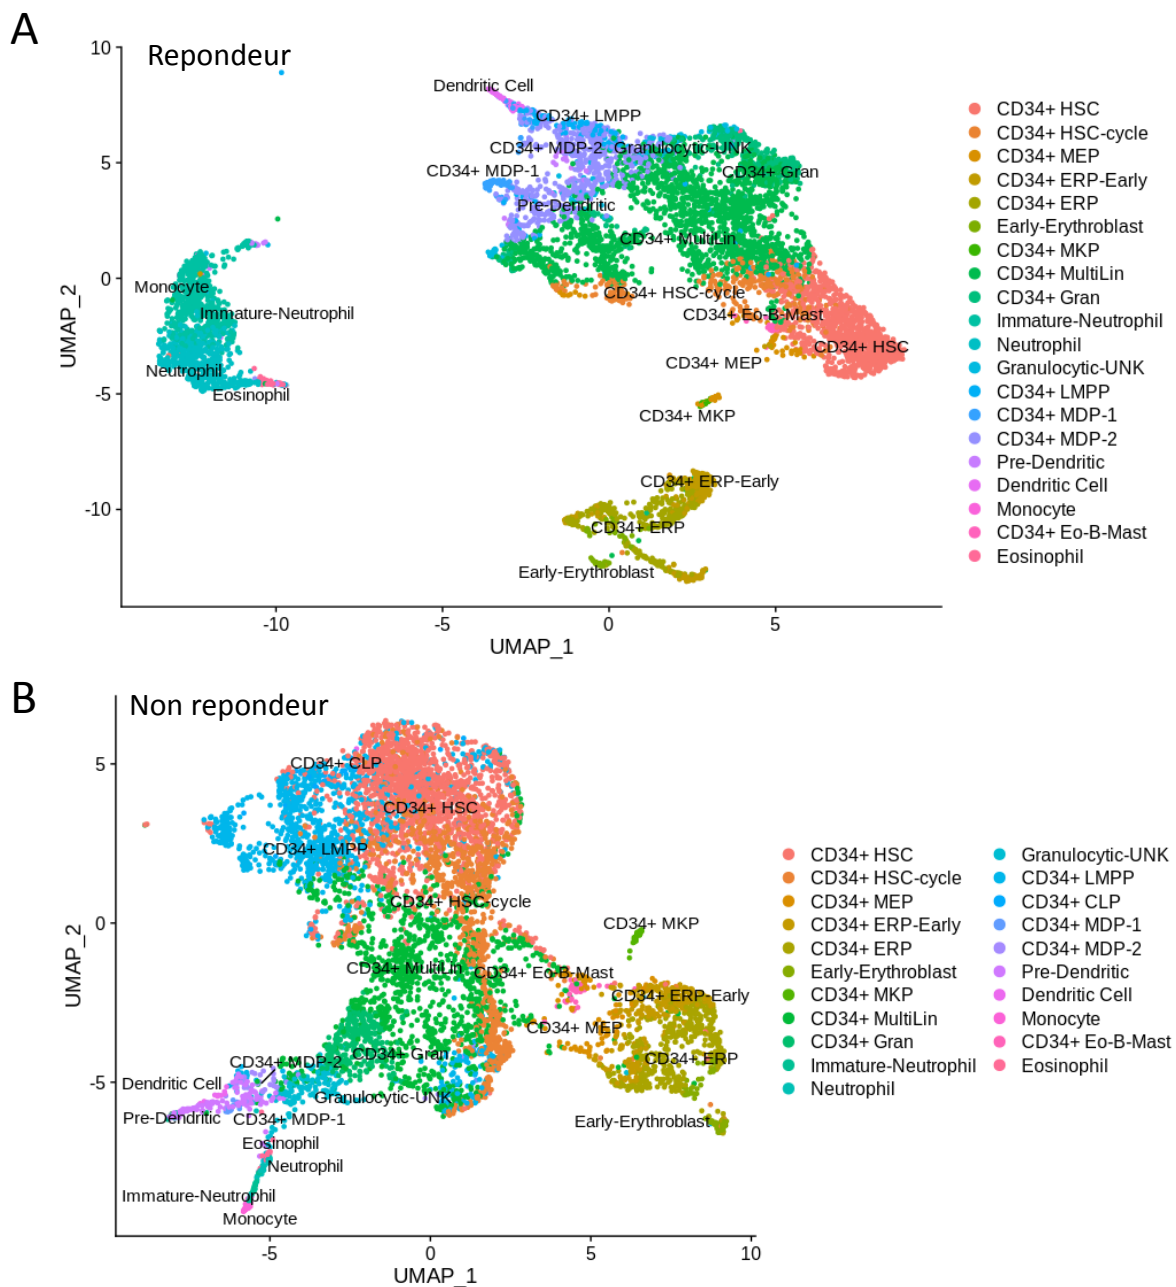 A
Repondeur
10
5
0
-5
-10
UMAP_2
Dendritic Cell
CD34+ LMPP
CD34+ MDP-2
Granulocytic-UNK
CD34+ MDP-1
CD34+ Gran
Pre-Dendritic
CD34+ MultiLin
Monocyte
CD34+ HSC-cycle
Immature-Neutrophil
CD34+ Eo-B-Mast
CD34+ HSC
CD34+ MEP
Neutrophil
Eosinophil
CD34+ MKP
CD34+ ERP-Early
CD34+ ERP
Early-Erythroblast
-10
-5
0
5
UMAP_1
CD34+ HSC
CD34+ HSC-cycle
CD34+ MEP
CD34+ ERP-Early
CD34+ ERP
Early-Erythroblast
CD34+ MKP
CD34+ MultiLin
CD34+ Gran
Immature-Neutrophil
Neutrophil
Granulocytic-UNK
CD34+ LMPP
CD34+ MDP-1
CD34+ MDP-2
Pre-Dendritic
Dendritic Cell
Monocyte
CD34+ Eo-B-Mast
Eosinophil
B
Non repondeur
5
0
-5
UMAP_2
CD34+ CLP
CD34+ HSC
CD34+ LMPP
CD34+ HSC-cycle
CD34+ MKP
CD34+ MultiLin
CD34+ Eo-B-Mast
CD34+ ERP-Early
CD34+ MEP
CD34+ Gran
CD34+ ERP
CD34+ MDP-2
Dendritic Cell
Granulocytic-UNK
Pre-Dendritic
CD34+ MDP-1
Early-Erythroblast
Eosinophil
Neutrophil
Immature-Neutrophil
Monocyte
-5
0
5
10
UMAP_1
CD34+ HSC
CD34+ HSC-cycle
CD34+ MEP
CD34+ ERP-Early
CD34+ ERP
Early-Erythroblast
CD34+ MKP
CD34+ MultiLin
CD34+ Gran
Immature-Neutrophil
Neutrophil
Granulocytic-UNK
CD34+ LMPP
CD34+ CLP
CD34+ MDP-1
CD34+ MDP-2
Pre-Dendritic
Dendritic Cell
Monocyte
CD34+ Eo-B-Mast
Eosinophil